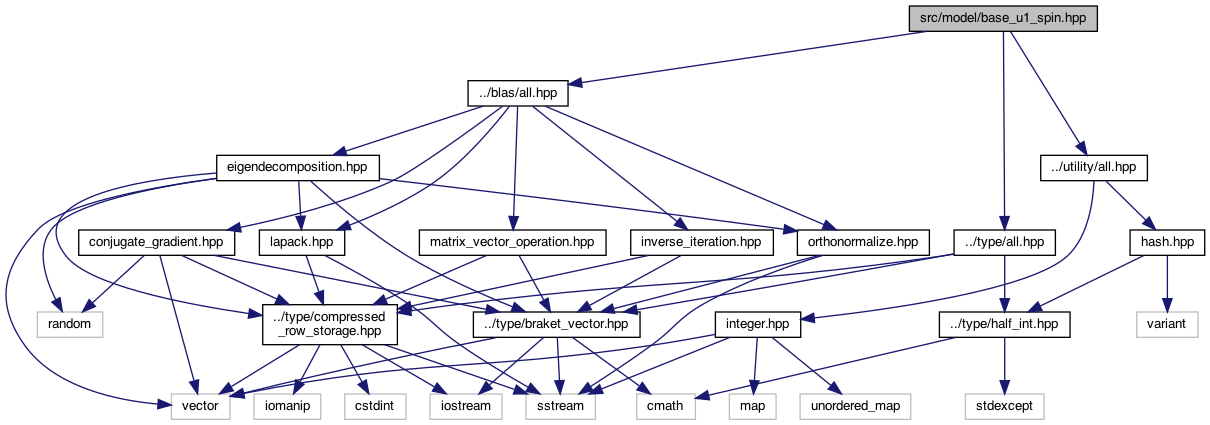 src/model/base_u1_spin.hpp
../blas/all.hpp
eigendecomposition.hpp
../utility/all.hpp
conjugate_gradient.hpp
lapack.hpp
matrix_vector_operation.hpp
inverse_iteration.hpp
orthonormalize.hpp
../type/all.hpp
hash.hpp
random
../type/compressed
_row_storage.hpp
../type/braket_vector.hpp
integer.hpp
../type/half_int.hpp
variant
vector
iomanip
cstdint
iostream
sstream
cmath
map
unordered_map
stdexcept